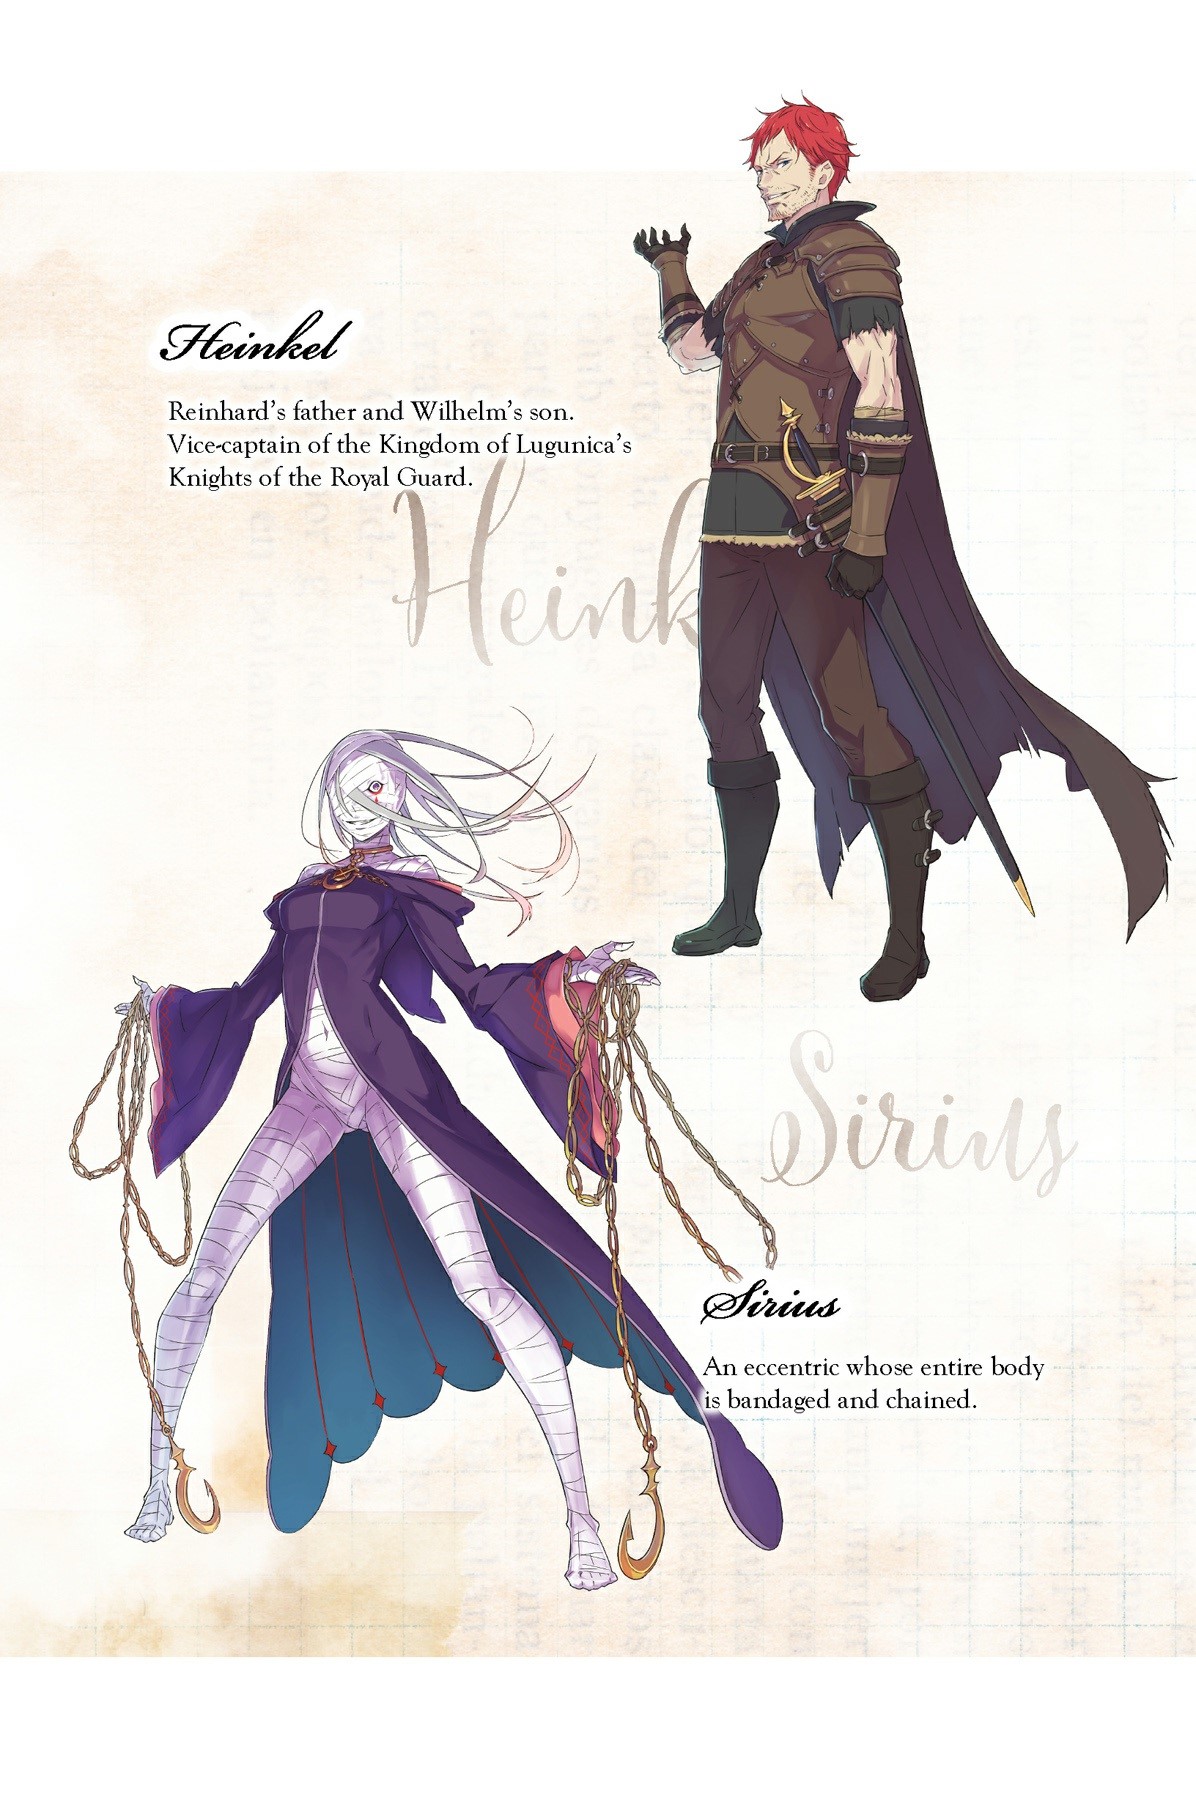 Heinkel
Reinhard's father and Wilhelm's son.
Vice-captain of the Kingdom of Lugunica's
Knights of the Royal Guard.
Heink
Sirius
Sirius
An eccentric whose entire body
is bandaged and chained.